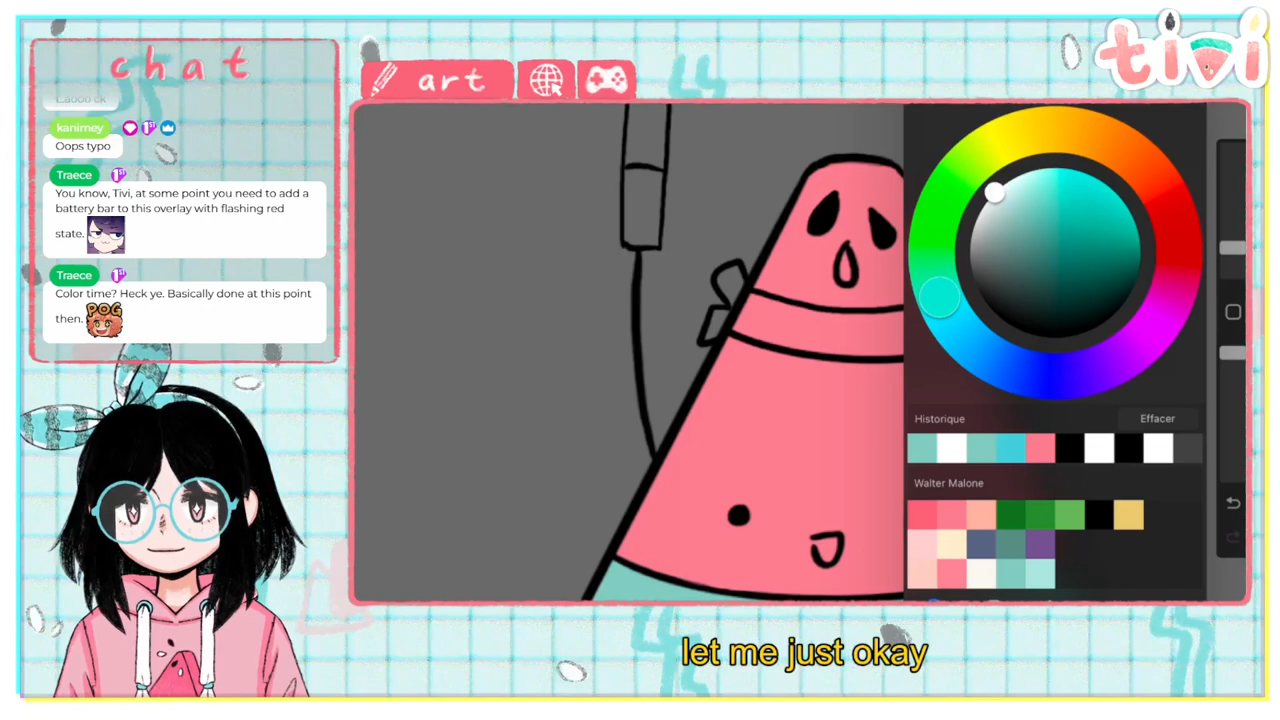 tivi
chat
art
kanirney
Oops typo
Traece
You know, Tivi, at some point you need to add a
battery bar to this overlay with flashing red
state.
Traece
Color time? Heck ye. Basically done at this point
then.
POG
Historique
Effacer
Walter Malone
let me just okay